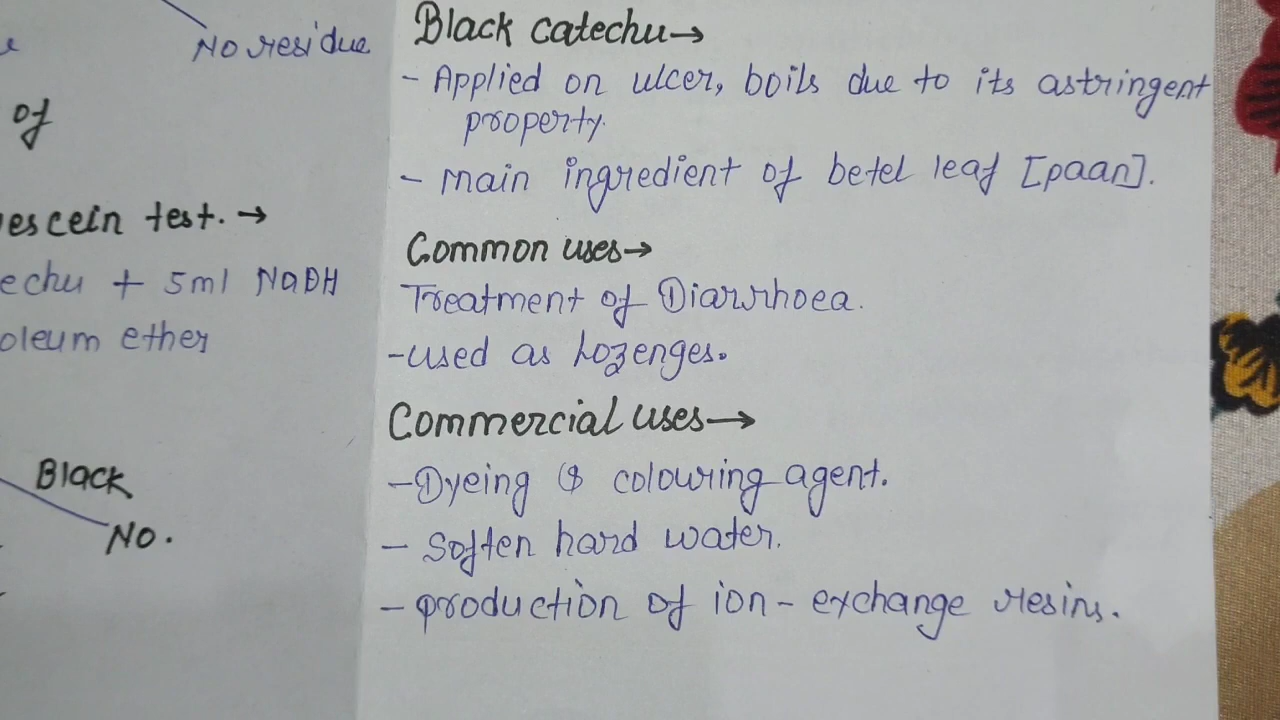 No residue
of
escein test. →
echu + 5ml NaOH
oleum ether
Black
No.
Black catechu→
- Applied on ulcer, boils due to its astringent
property.
- main ingredient of betel leaf [paan].
Common uses→
Treatment of Diarrhoea.
-used as Lozenges.
Commercial uses→
-Dyeing & colouring agent.
- Soften hard water.
- production of ion-exchange resins.